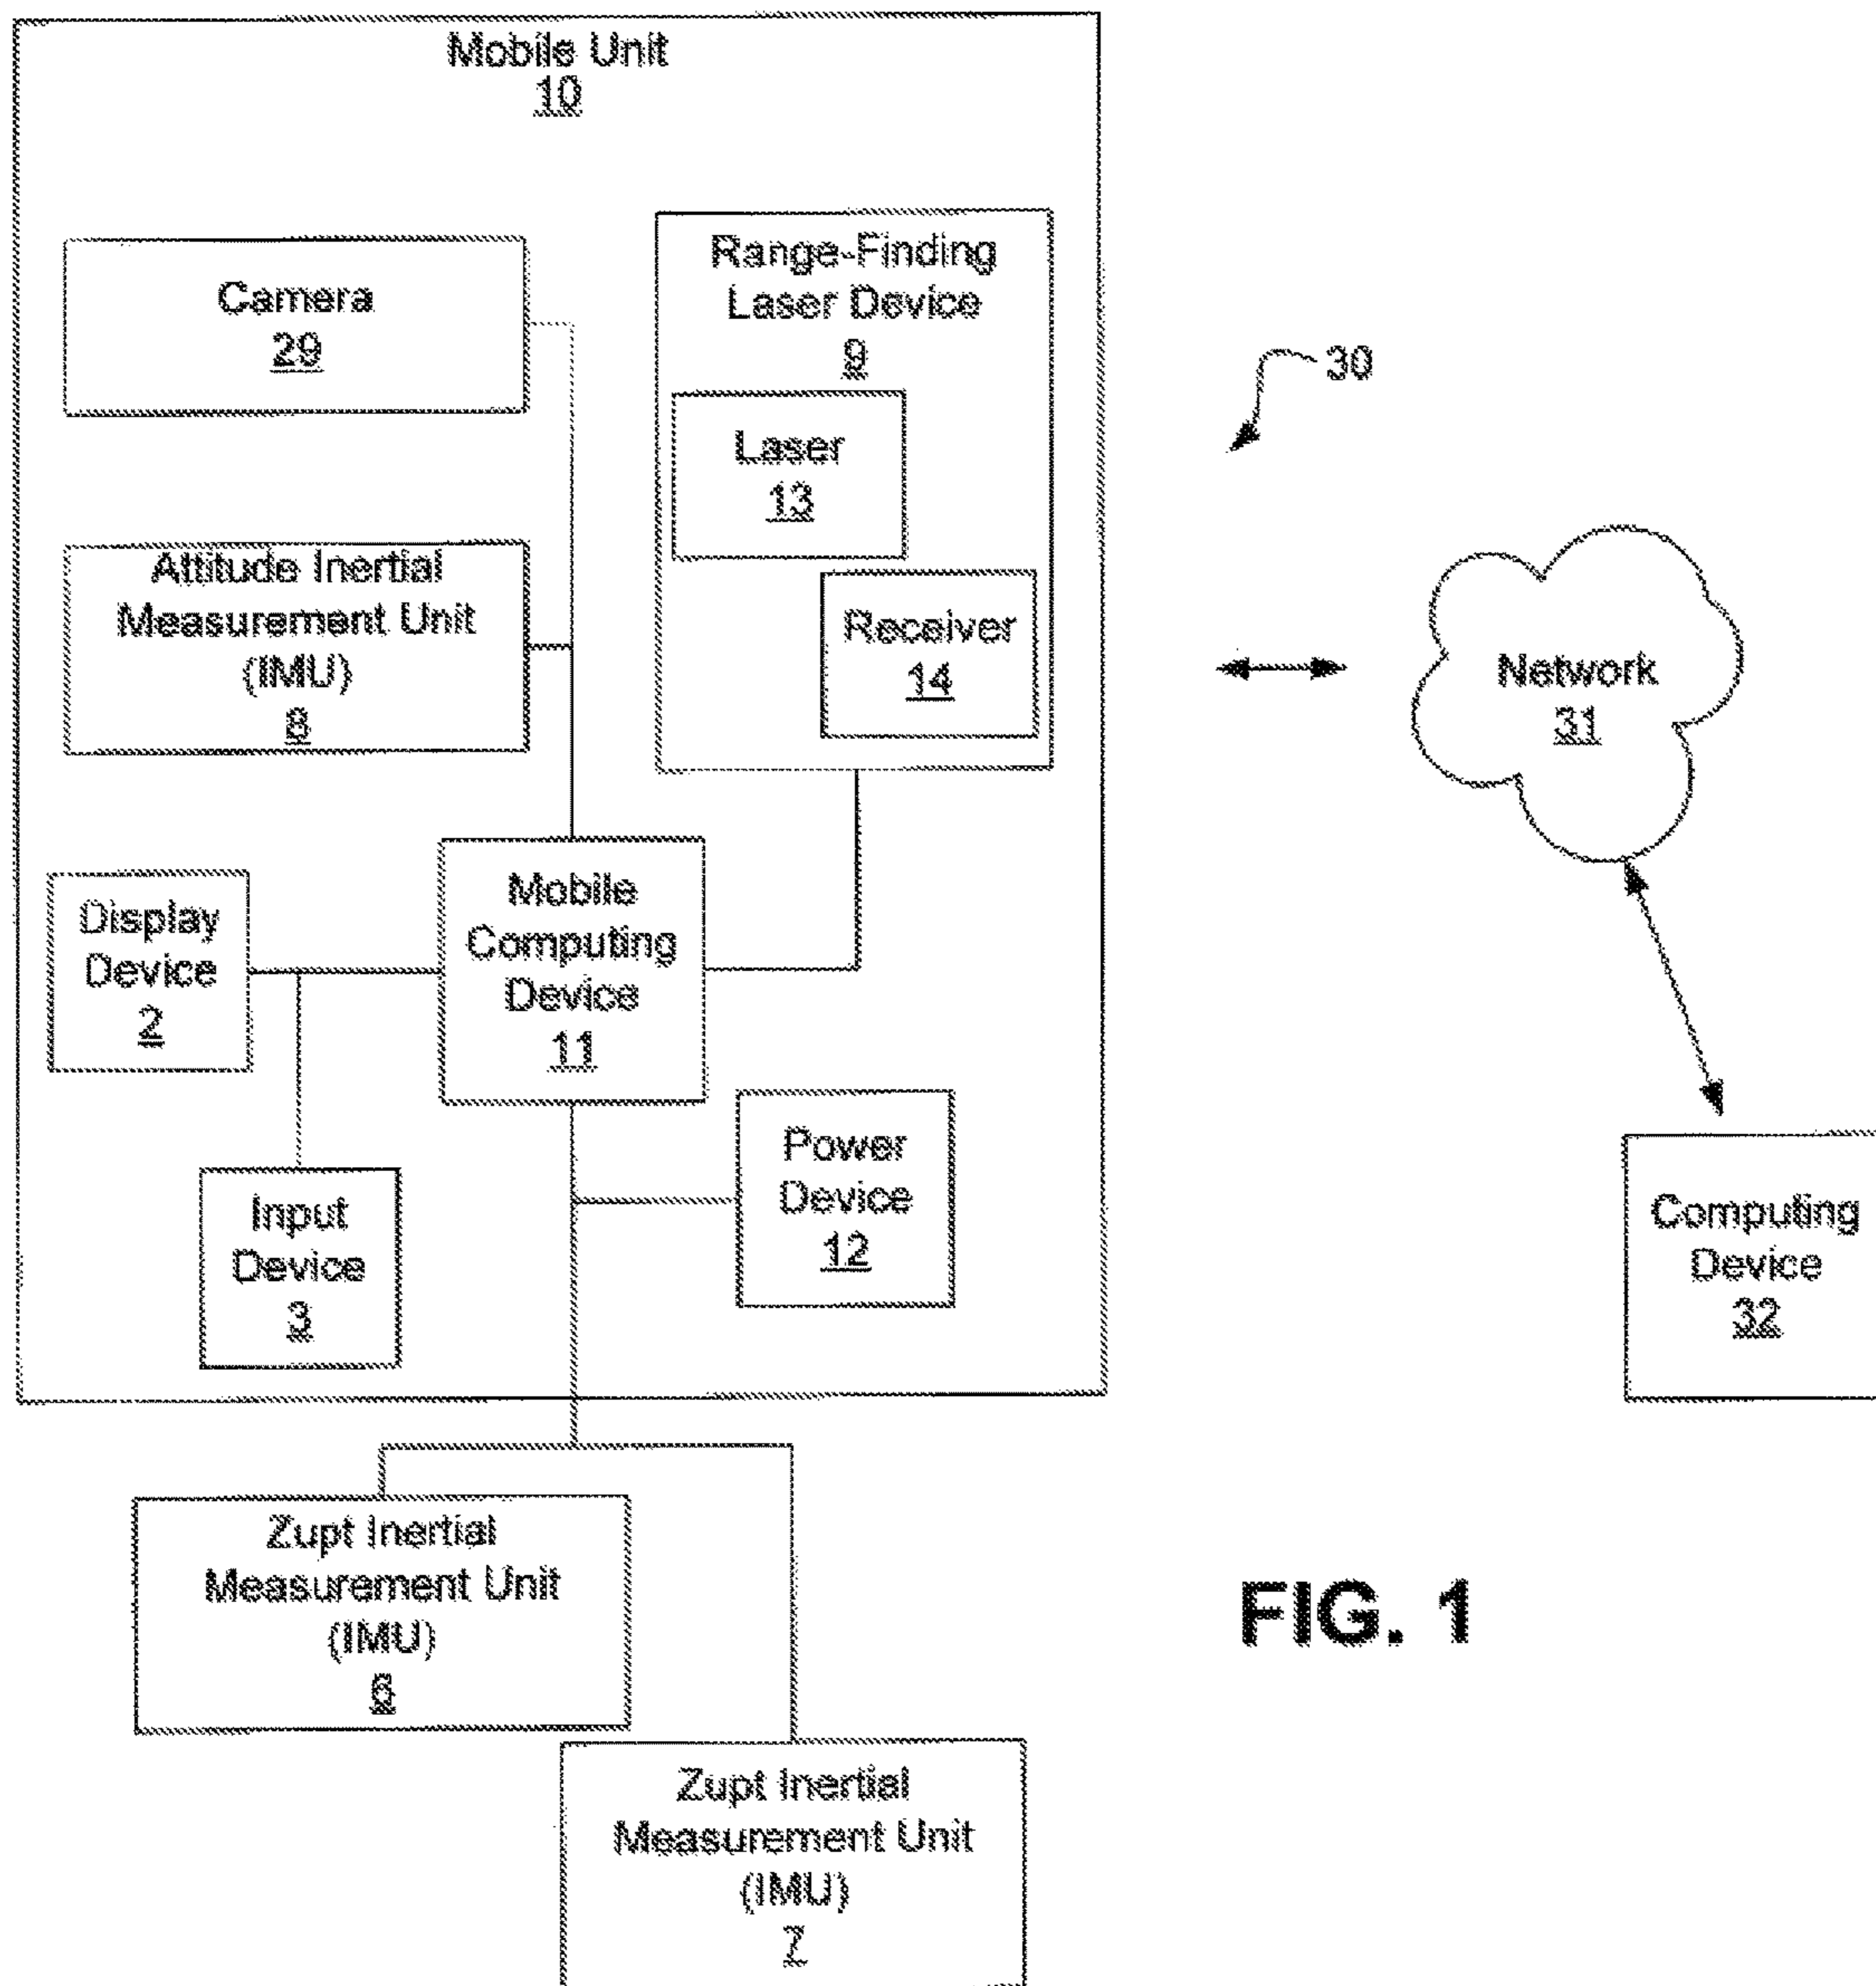 Mobile Unit
10
Camera
29
Range-Finding
Laser Device
9
Laser
13
Receiver
14
Attitude Inertial
Measurement Unit
(IMU)
8
Display
Device
2
Mobile
Computing
Device
11
Input
Device
3
Power
Device
12
Zupt Inertial
Measurement Unit
(IMU)
6
Zupt Inertial
Measurement Unit
(IMU)
7
30
Network
31
Computing
Device
32
FIG. 1